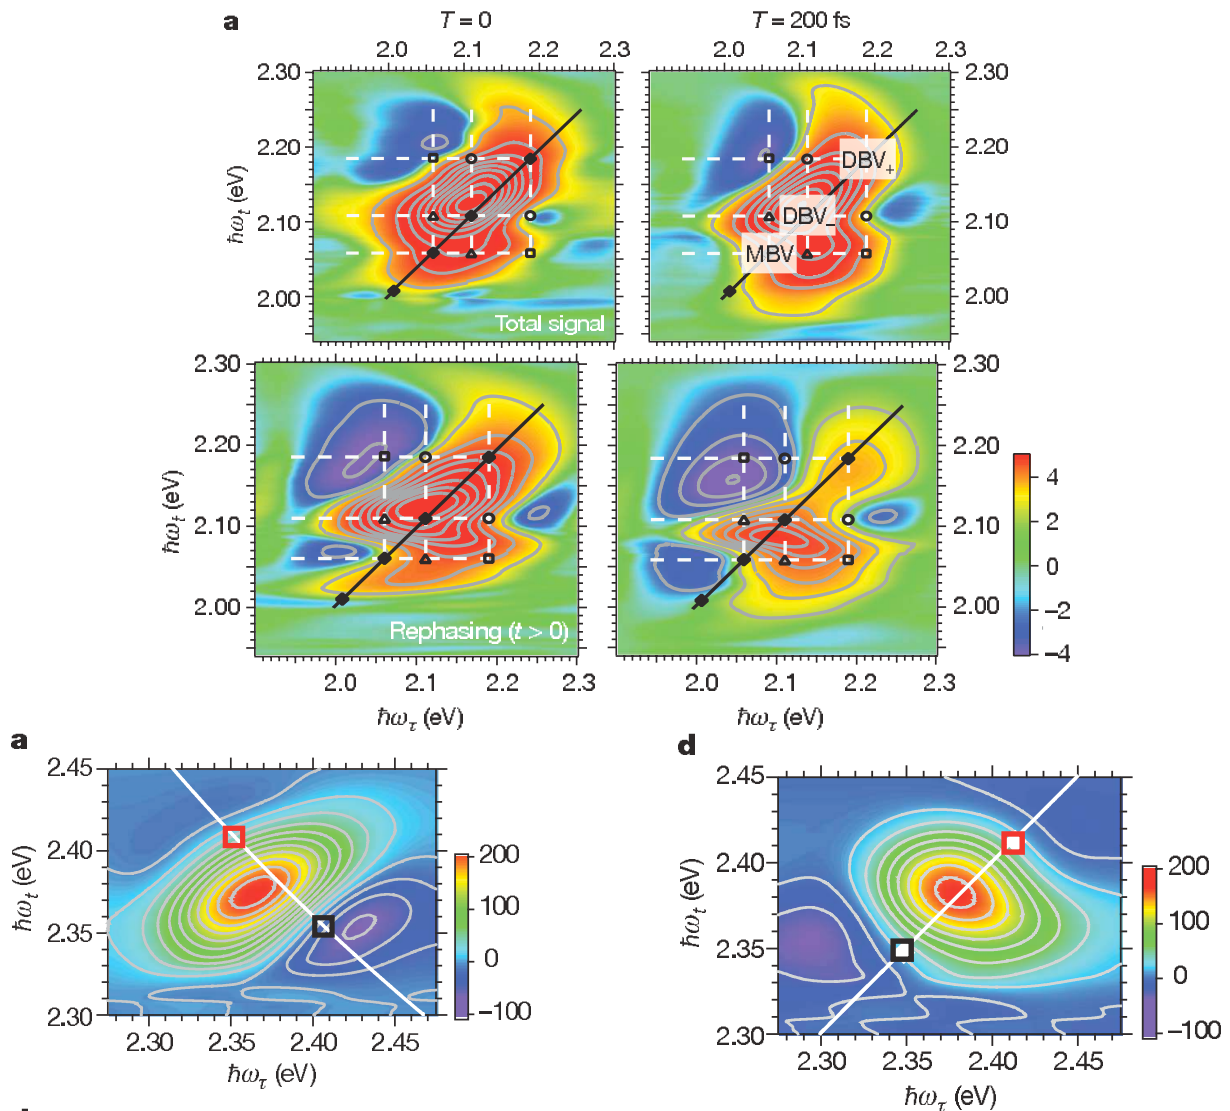 a
T = 0
T = 200 fs
2.0 2.1 2.2 2.3
2.0 2.1 2.2 2.3
2.30
2.20
2.10
2.00
ħωt (eV)
Total signal
DBV+
DBV−
MBV
2.30
2.20
2.10
2.00
2.30
2.20
2.10
2.00
ħωt (eV)
Rephasing (t > 0)
2.0 2.1 2.2 2.3
ħωτ (eV)
2.30
2.20
2.10
2.00
2.0 2.1 2.2 2.3
ħωτ (eV)
4
2
0
−2
−4
a
2.45
2.40
2.35
2.30
ħωt (eV)
2.30 2.35 2.40 2.45
ħωτ (eV)
200
100
0
−100
d
2.45
2.40
2.35
2.30
ħωt (eV)
2.30 2.35 2.40 2.45
ħωτ (eV)
200
100
0
−100